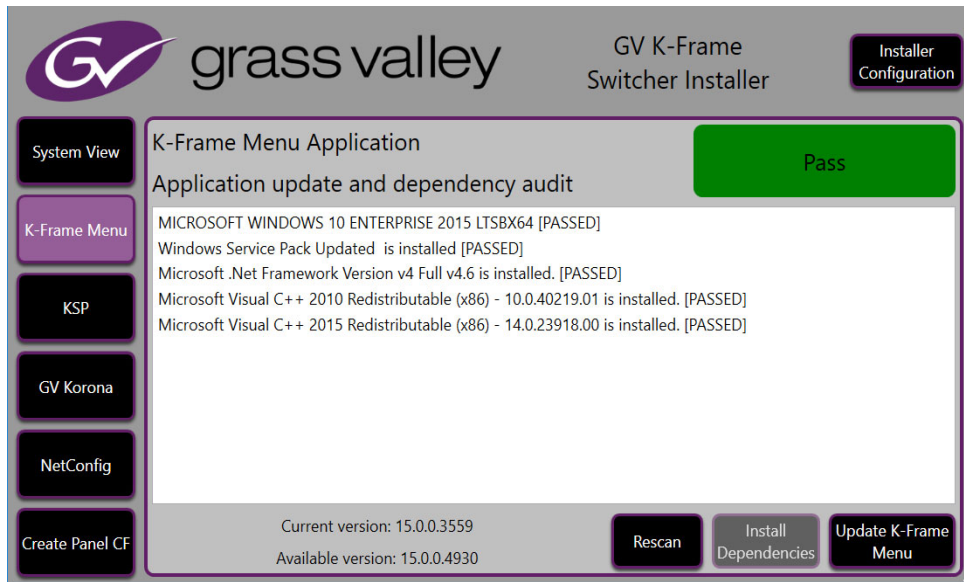 GV grass valley
GV K-Frame
Switcher Installer
Installer
Configuration
System View
K-Frame Menu
KSP
GV Korona
NetConfig
Create Panel CF
K-Frame Menu Application
Application update and dependency audit
Pass
MICROSOFT WINDOWS 10 ENTERPRISE 2015 LTSBX64 [PASSED]
Windows Service Pack Updated  is installed [PASSED]
Microsoft .Net Framework Version v4 Full v4.6 is installed. [PASSED]
Microsoft Visual C++ 2010 Redistributable (x86) - 10.0.40219.01 is installed. [PASSED]
Microsoft Visual C++ 2015 Redistributable (x86) - 14.0.23918.00 is installed. [PASSED]
Current version: 15.0.0.3559
Available version: 15.0.0.4930
Rescan
Install
Dependencies
Update K-Frame
Menu